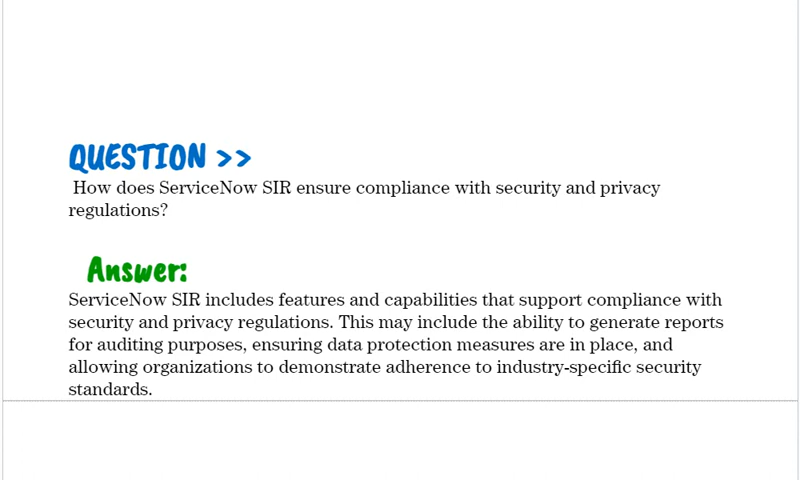 QUESTION >>
How does ServiceNow SIR ensure compliance with security and privacy
regulations?
Answer:
ServiceNow SIR includes features and capabilities that support compliance with
security and privacy regulations. This may include the ability to generate reports
for auditing purposes, ensuring data protection measures are in place, and
allowing organizations to demonstrate adherence to industry-specific security
standards.